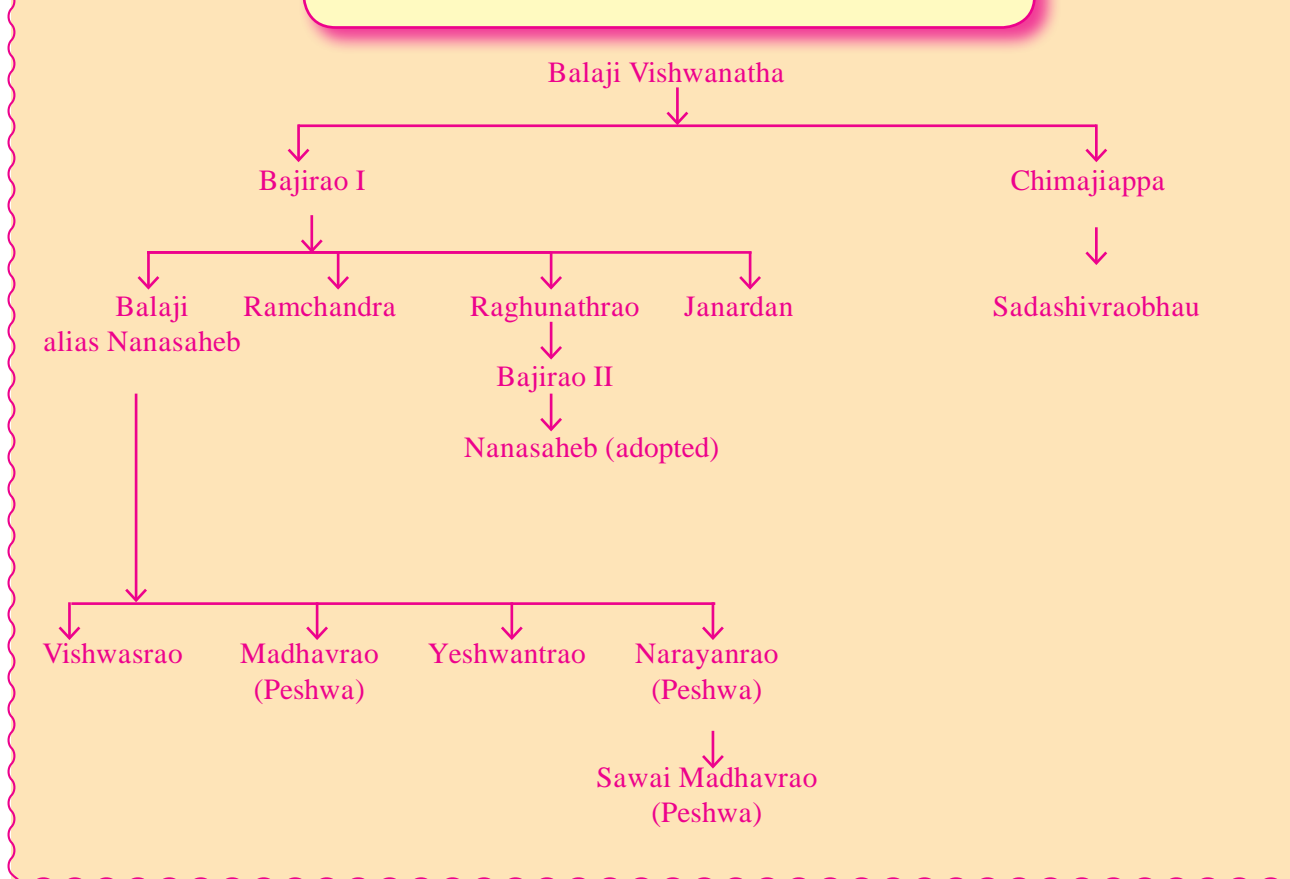 Balaji Vishwanatha
Bajirao I
Chimajiappa
Balaji
alias Nanasaheb
Ramchandra
Raghunathrao
Janardan
Sadashivraobhau
Bajirao II
Nanasaheb (adopted)
Vishwasrao
Madhavrao
(Peshwa)
Yeshwantrao
Narayanrao
(Peshwa)
Sawai Madhavrao
(Peshwa)